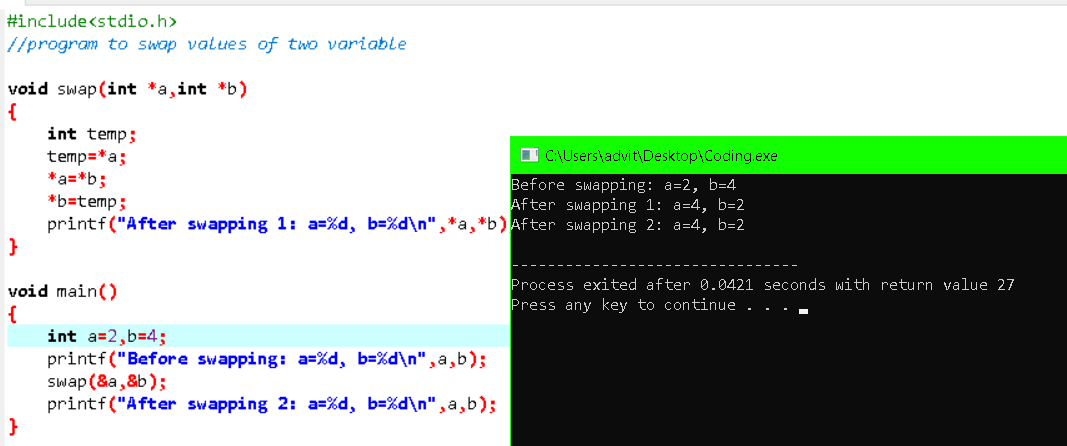 #include<stdio.h>
//program to swap values of two variable
void swap(int *a,int *b)
{
int temp;
temp=*a;
*a=*b;
*b=temp;
printf("After swapping 1: a=%d, b=%d\n",*a,*b)
}
void main()
{
int a=2,b=4;
printf("Before swapping: a=%d, b=%d\n",a,b);
swap(&a,&b);
printf("After swapping 2: a=%d, b=%d\n",a,b);
}
C:\Users\advit\Desktop\Coding.exe
Before swapping: a=2, b=4
After swapping 1: a=4, b=2
After swapping 2: a=4, b=2
--------------------------------
Process exited after 0.0421 seconds with return value 27
Press any key to continue . . .